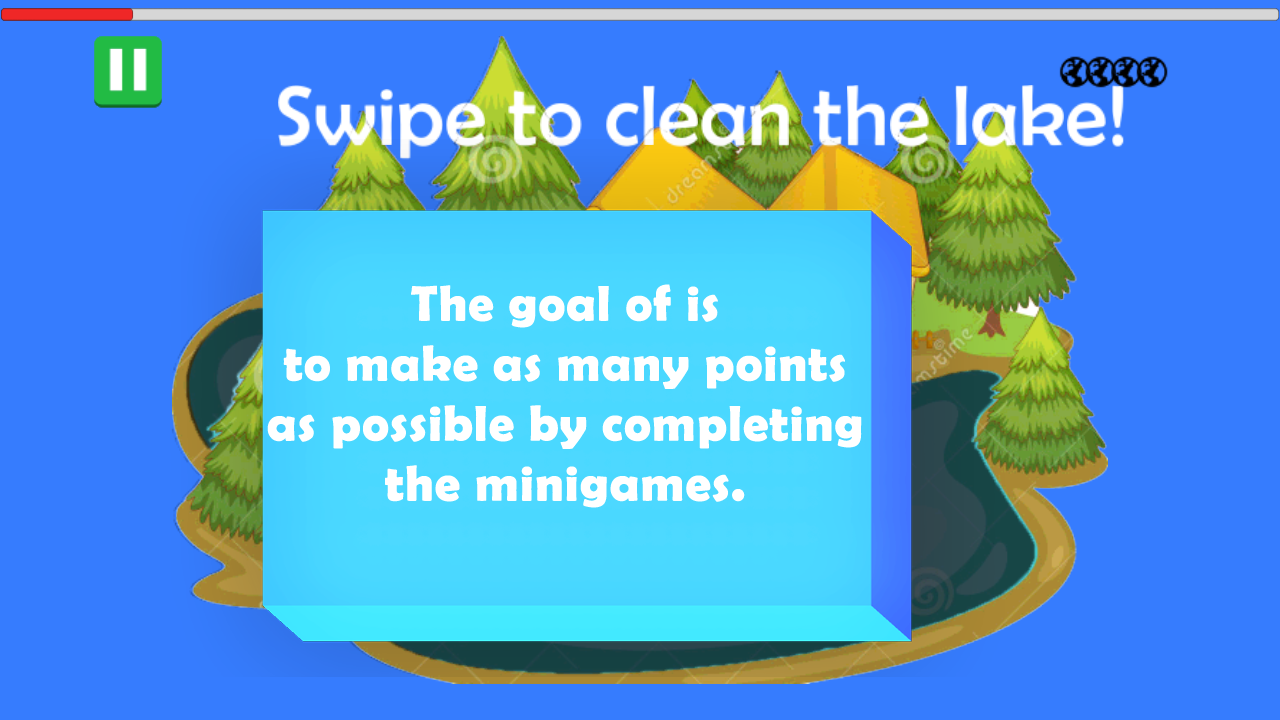 Swipe to clean the lake!
The goal of is
to make as many points
as possible by completing
the minigames.